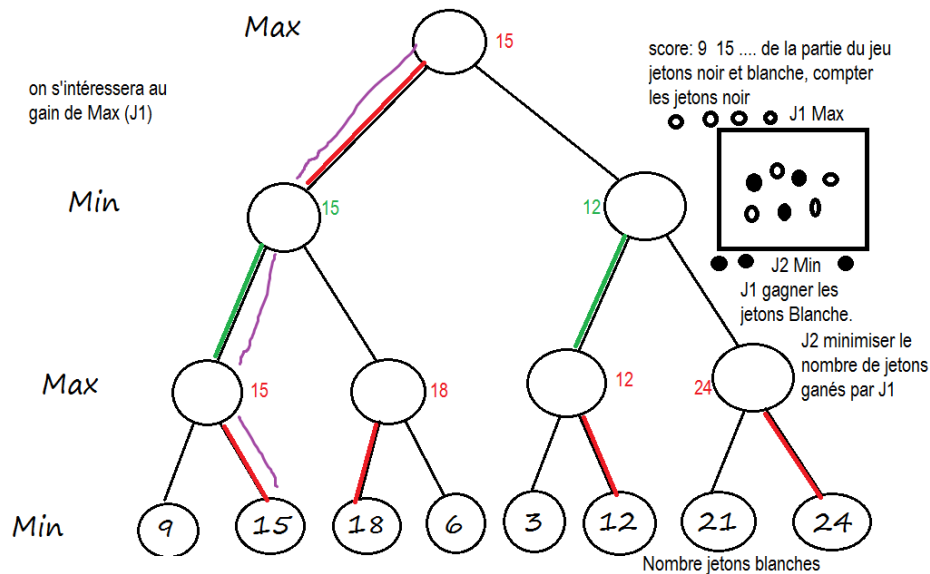 Max
15
score: 9 15 .... de la partie du jeu
jetons noir et blanche, compter
les jetons noir
on s'intéressera au
gain de Max (J1)
J1 Max
Min
15
12
J2 Min
J1 gagner les
jetons Blanche.
J2 minimiser le
nombre de jetons
ganés par J1
Max
15
18
12
24
Min
9
15
18
6
3
12
21
24
Nombre jetons blanches